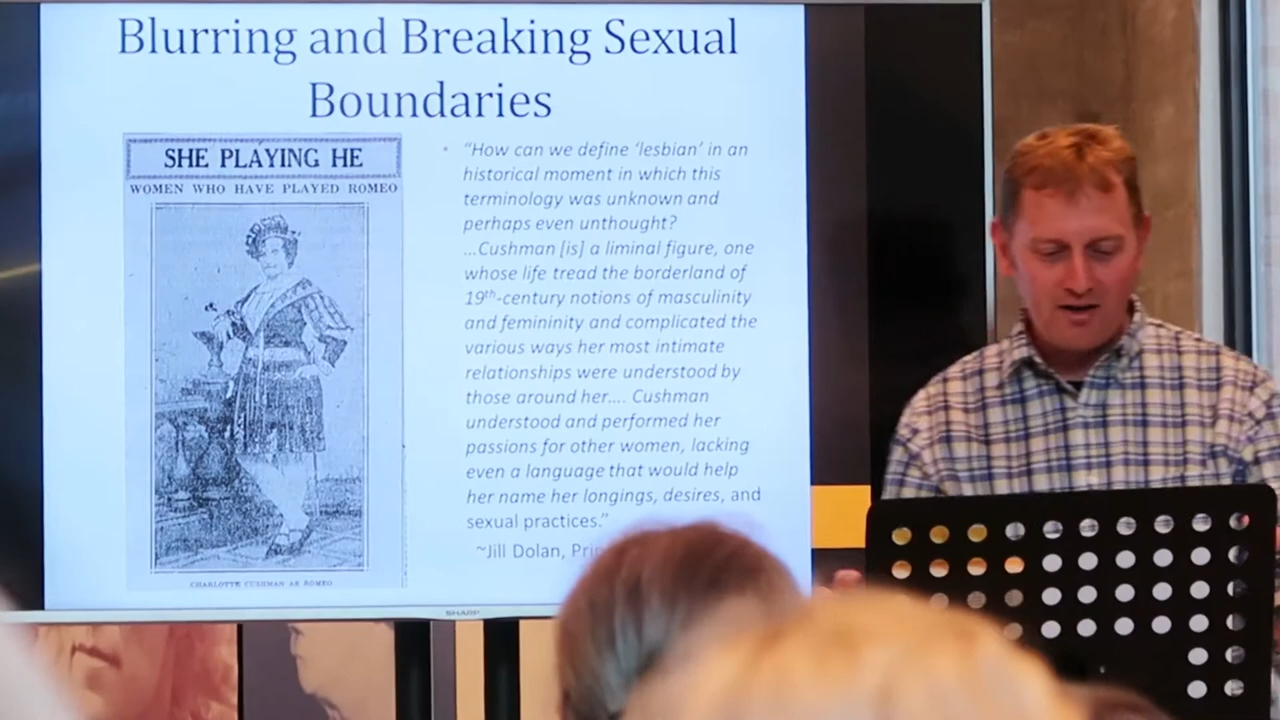 Blurring and Breaking Sexual
Boundaries
SHE PLAYING HE
WOMEN WHO HAVE PLAYED ROMEO
CHARLOTTE CUSHMAN AS ROMEO
• “How can we define ‘lesbian’ in an
historical moment in which this
terminology was unknown and
perhaps even unthought?
…Cushman [is] a liminal figure, one
whose life tread the borderland of
19th-century notions of masculinity
and femininity and complicated the
various ways her most intimate
relationships were understood by
those around her…. Cushman
understood and performed her
passions for other women, lacking
even a language that would help
her name her longings, desires, and
sexual practices.”
~Jill Dolan,
SHARP